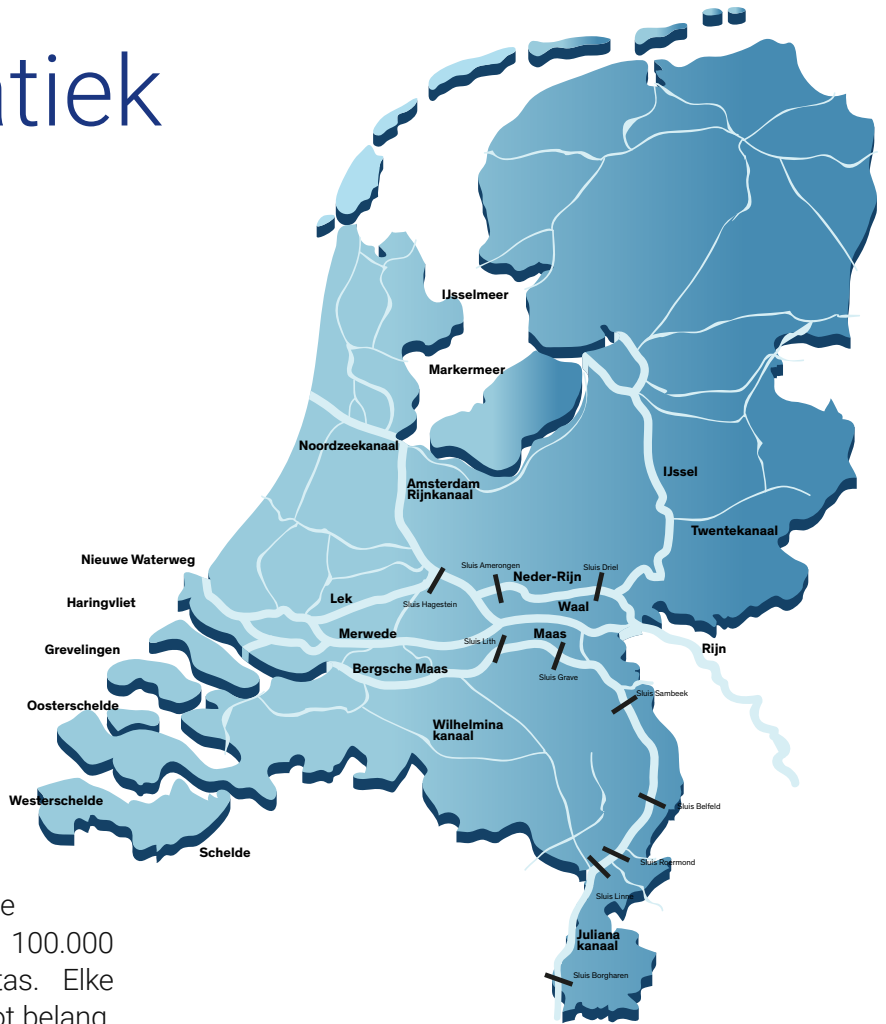 atiek
IJsselmeer
Markermeer
Noordzeekanaal
Amsterdam
Rijnkanaal
IJssel
Twentekanaal
Nieuwe Waterweg
Sluis Amerongen
Sluis Driel
Neder-Rijn
Haringvliet
Lek
Sluis Hagestein
Waal
Merwede
Sluis Lith
Maas
Grevelingen
Rijn
Bergsche Maas
Sluis Grave
Sluis Sambeek
Oosterschelde
Wilhelmina
kanaal
Westerschelde
Sluis Belfeld
Schelde
Sluis Roermond
Sluis Linne
e
100.000
Juliana
kanaal
tas. Elke
Sluis Borgharen
ot belang